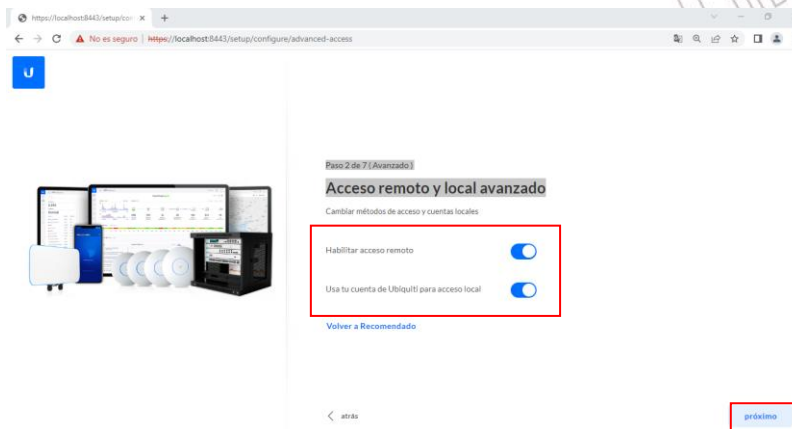 https://localhost:8443/setup/con
No es seguro | https://localhost:8443/setup/configure/advanced-access
U
Paso 2 de 7 ( Avanzado )
Acceso remoto y local avanzado
Cambiar métodos de acceso y cuentas locales
Habilitar acceso remoto
Usa tu cuenta de Ubiquiti para acceso local
Volver a Recomendado
atrás
próximo